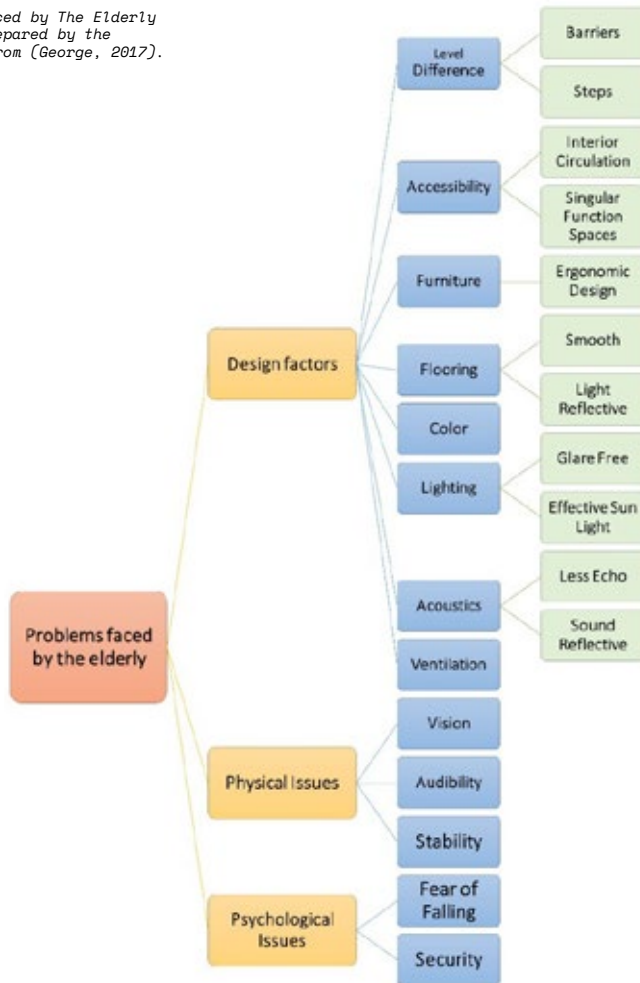 ced by The Elderly
epared by the
rom (George, 2017).
Problems faced
by the elderly
Design factors
Level
Difference
Barriers
Steps
Accessibility
Interior
Circulation
Singular
Function
Spaces
Furniture
Ergonomic
Design
Flooring
Smooth
Light
Reflective
Color
Lighting
Glare Free
Effective Sun
Light
Acoustics
Less Echo
Sound
Reflective
Ventilation
Physical Issues
Vision
Audibility
Stability
Psychological
Issues
Fear of
Falling
Security